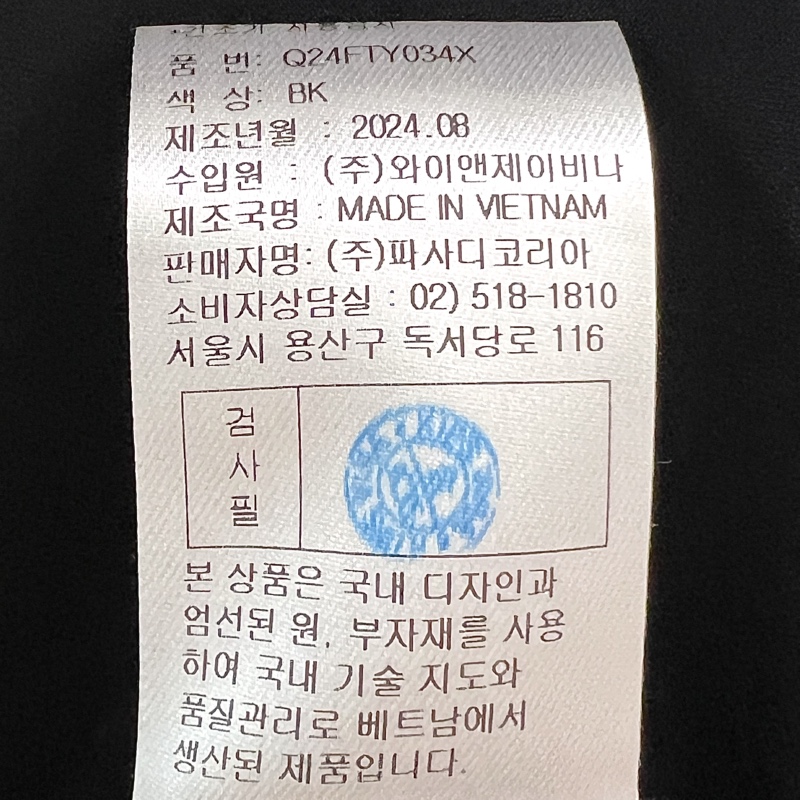 품 번: Q24FTY034X
색 상: BK
제조년월 : 2024.08
수입원 : (주)와이앤제이비나
제조국명 : MADE IN VIETNAM
판매자명: (주)파사디코리아
소비자상담실 : 02) 518-1810
서울시 용산구 독서당로 116
검
사
필
본 상품은 국내 디자인과
엄선된 원, 부자재를 사용
하여 국내 기술 지도와
품질관리로 베트남에서
생산된 제품입니다.